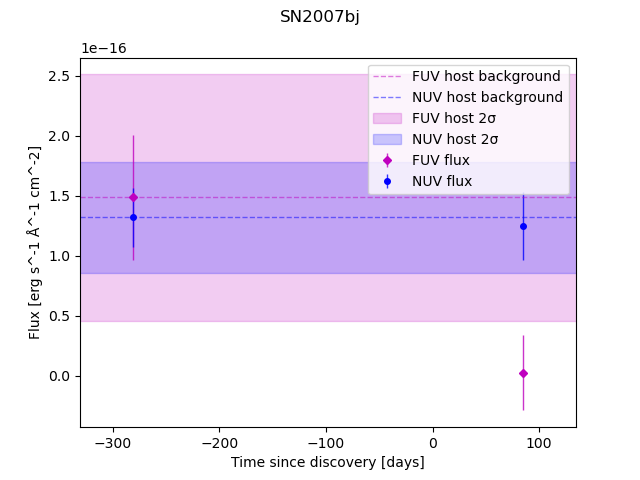 SN2007bj
1e−16
2.5
2.0
1.5
1.0
0.5
0.0
Flux [erg s^-1 Å^-1 cm^-2]
FUV host background
NUV host background
FUV host 2σ
NUV host 2σ
FUV flux
NUV flux
−300
−200
−100
0
100
Time since discovery [days]